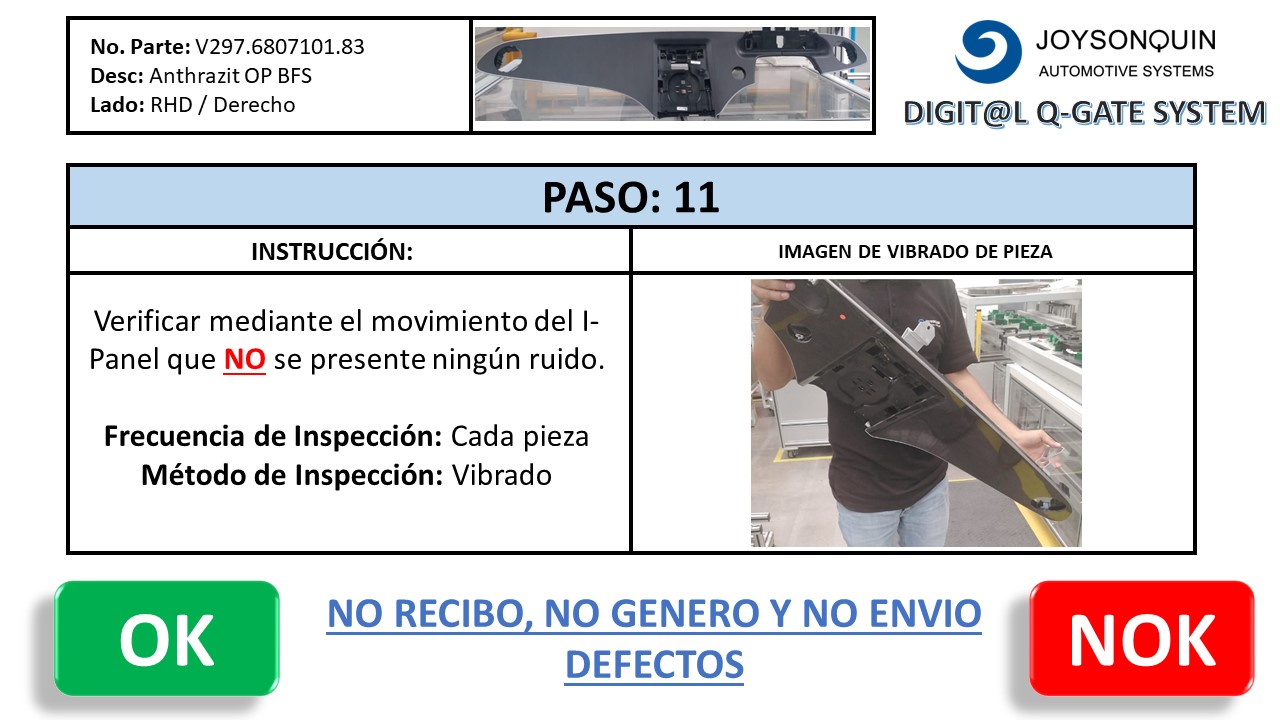 No. Parte: V297.6807101.83
Desc: Anthrazit OP BFS
Lado: RHD / Derecho
JOYSONQUIN
AUTOMOTIVE SYSTEMS
DIGIT@L Q-GATE SYSTEM
PASO: 11
INSTRUCCIÓN:
IMAGEN DE VIBRADO DE PIEZA
Verificar mediante el movimiento del I-
Panel que NO se presente ningún ruido.
Frecuencia de Inspección: Cada pieza
Método de Inspección: Vibrado
OK
NO RECIBO, NO GENERO Y NO ENVIO
DEFECTOS
NOK